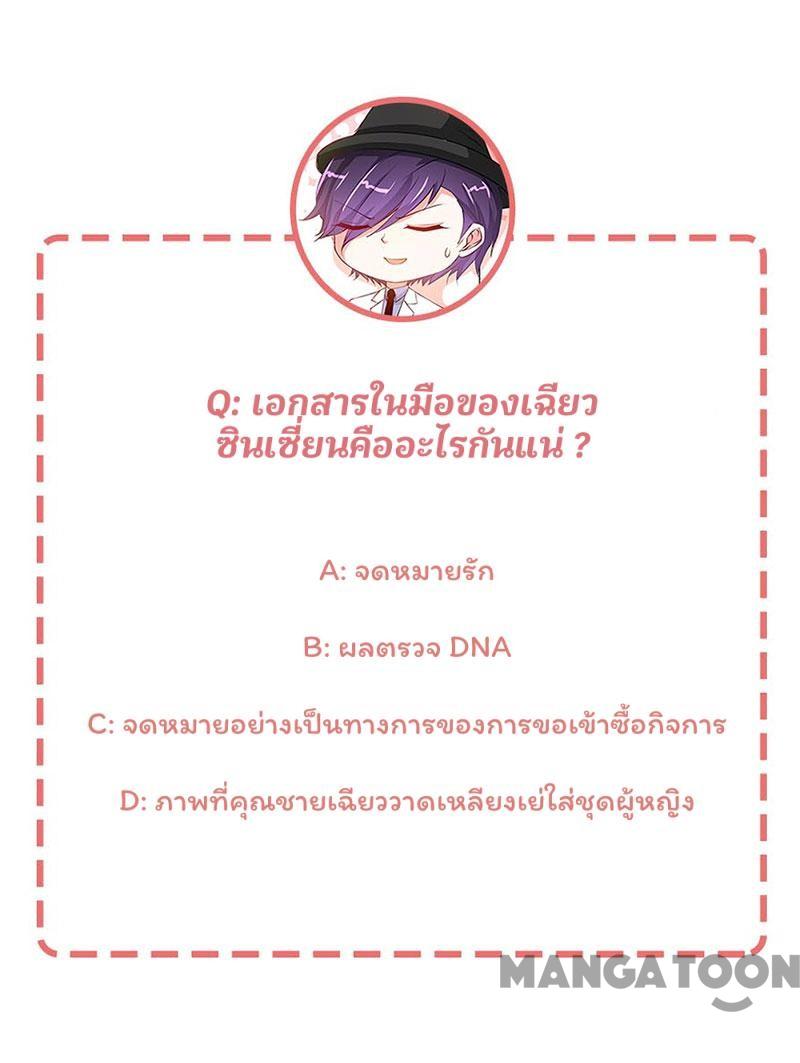 Q: เอกสารในมือของเฉียว
ซินเซี่ยนคืออะไรกันแน่ ?
A: จดหมายรัก
B: ผลตรวจ DNA
C: จดหมายอย่างเป็นทางการของการขอเข้าซื้อกิจการ
D: ภาพที่คุณชายเฉียววาดเหลียงเย่ใส่ชุดผู้หญิง
MANGATOON